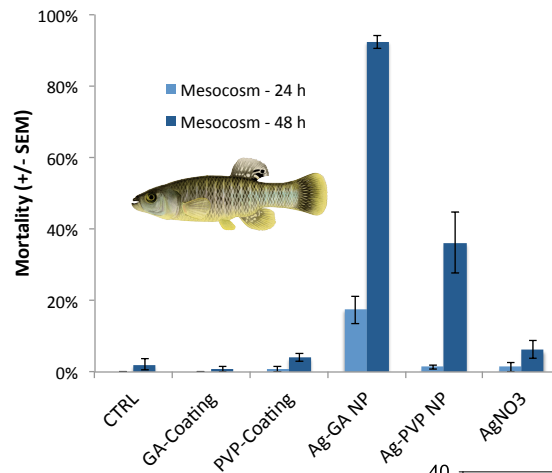 100%
80%
60%
40%
20%
0%
Mortality (+/- SEM)
Mesocosm - 24 h
Mesocosm - 48 h
CTRL
GA-Coating
PVP-Coating
Ag-GA NP
Ag-PVP NP
AgNO3
40